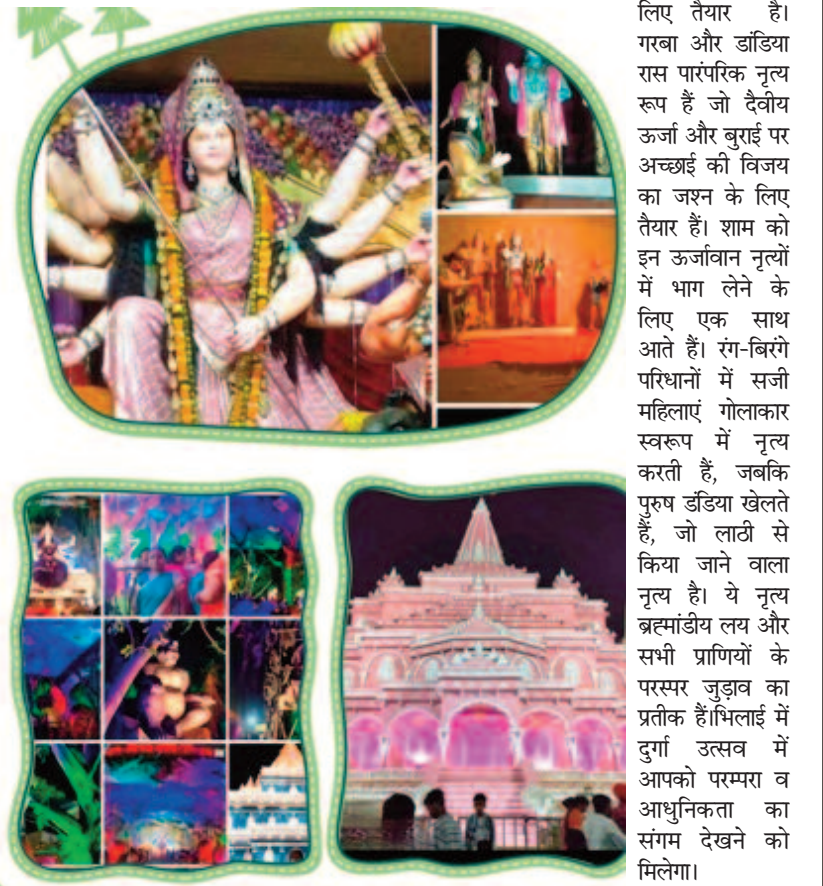 लिए तैयार है।
गरबा और डांडिया
रास पारंपरिक नृत्य
रूप हैं जो दैवीय
ऊर्जा और बुराई पर
अच्छाई की विजय
का जश्न के लिए
तैयार हैं। शाम को
इन ऊर्जावान नृत्यों
में भाग लेने के
लिए एक साथ
आते हैं। रंग-बिरंगे
परिधानों में सजी
महिलाएं गोलाकार
स्वरूप में नृत्य
करती हैं, जबकि
पुरुष डंडिया खेलते
हैं, जो लाठी से
किया जाने वाला
नृत्य है। ये नृत्य
ब्रह्मांडीय लय और
सभी प्राणियों के
परस्पर जुड़ाव का
प्रतीक हैं।भिलाई में
दुर्गा उत्सव में
आपको परम्परा व
आधुनिकता का
संगम देखने को
मिलेगा।